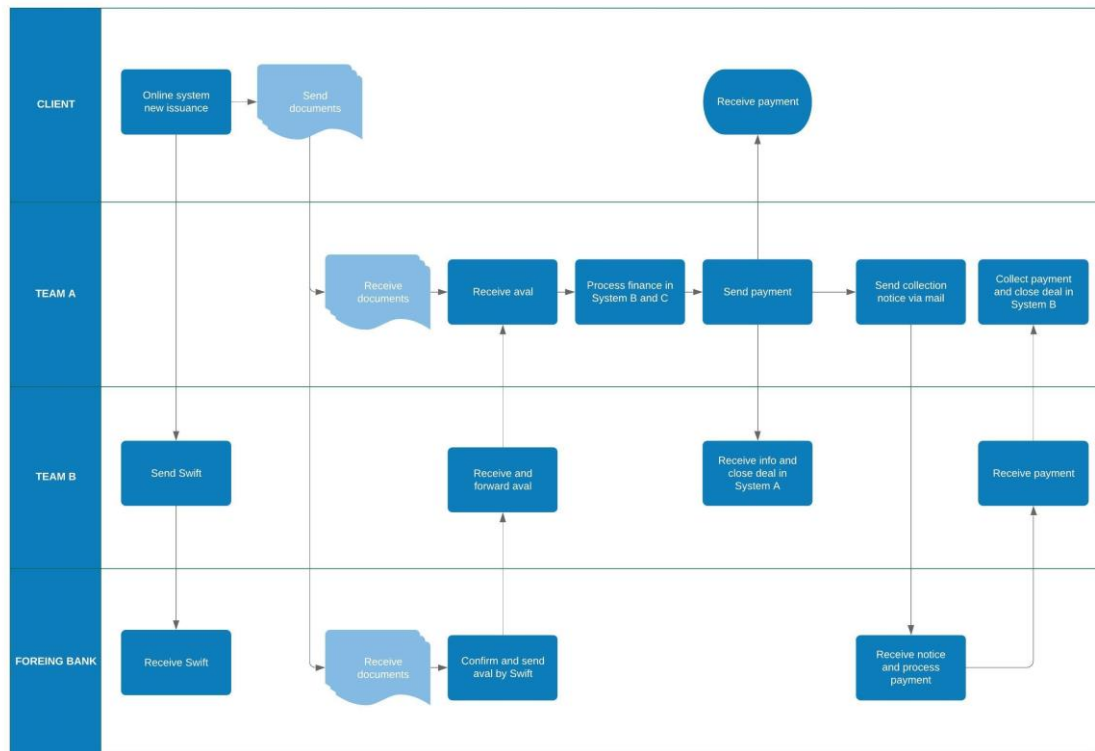 CLIENT
Online system
new issuance
Send
documents
Receive payment
TEAM A
Receive
documents
Receive aval
Process finance in
System B and C
Send payment
Send collection
notice via mail
Collect payment
and close deal in
System B
TEAM B
Send Swift
Receive and
forward aval
Receive info and
close deal in
System A
Receive payment
FOREING BANK
Receive Swift
Receive
documents
Confirm and send
aval by Swift
Receive notice
and process
payment